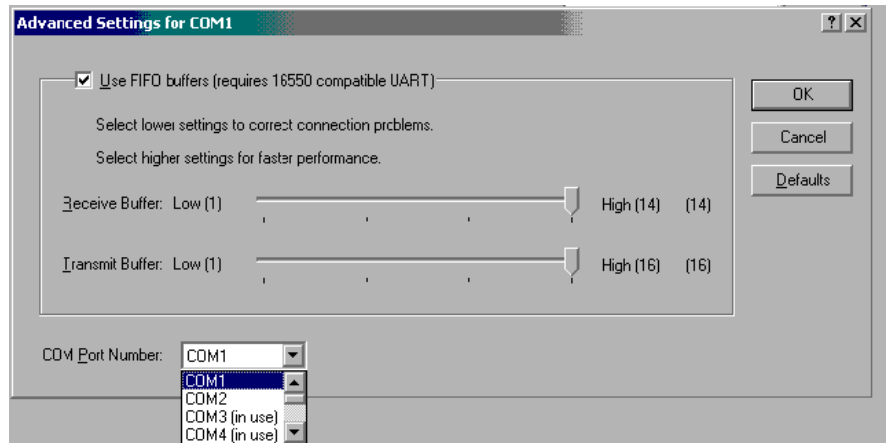 Advanced Settings for COM1
Use FIFO buffers (requires 16550 compatible UART)
OK
Select lower settings to correct connection problems.
Cancel
Select higher settings for faster performance.
Defaults
Receive Buffer: Low (1) High (14) (14)
Transmit Buffer: Low (1) High (16) (16)
COM Port Number: COM1
COM1
COM2
COM3 (in use)
COM4 (in use)